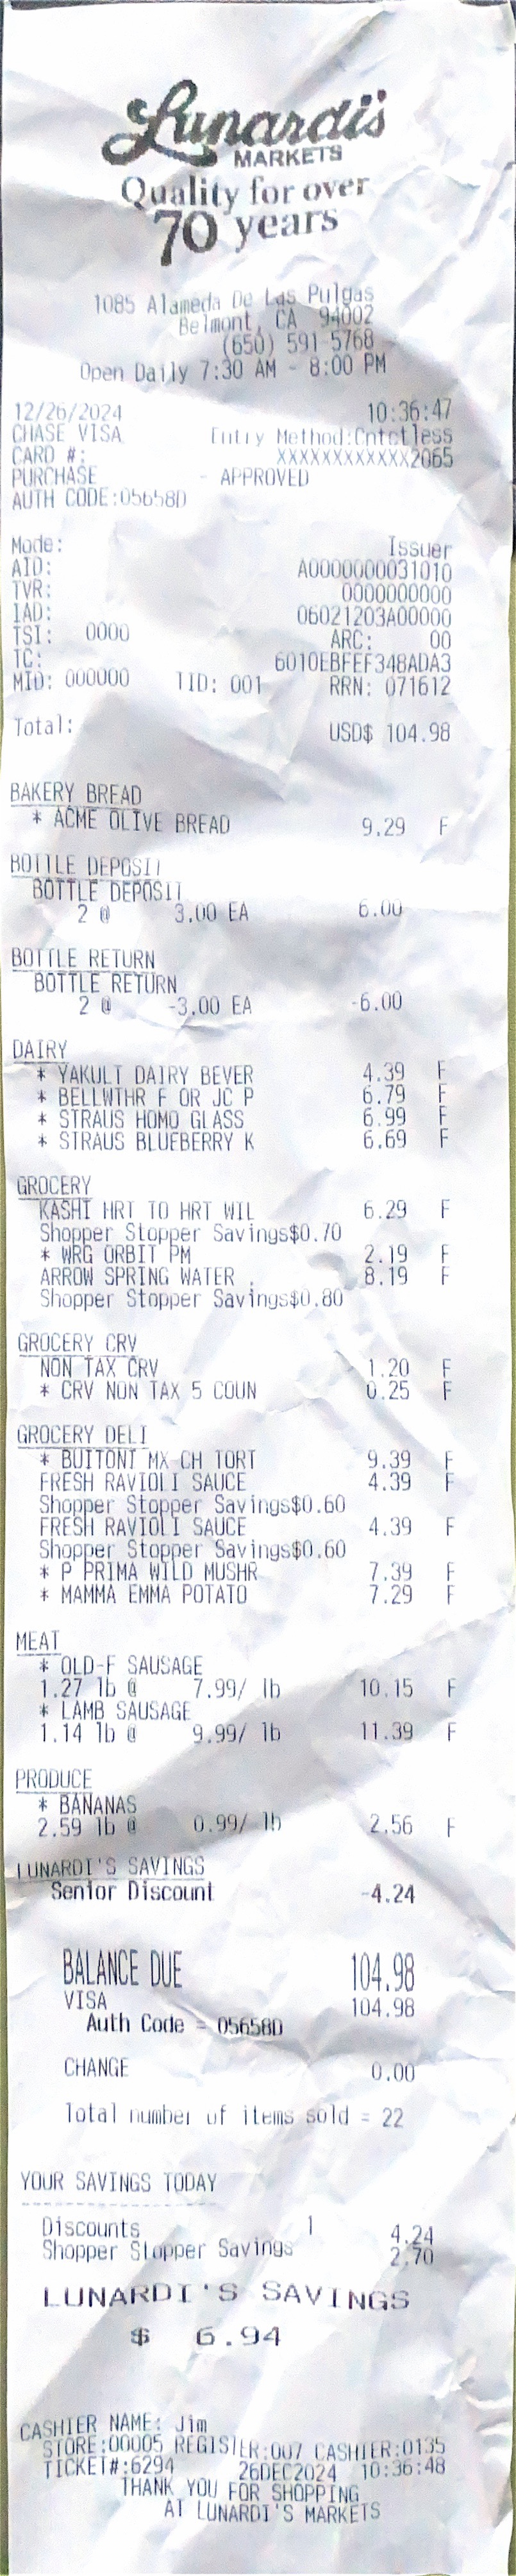 Lunardi's
MARKETS
Quality for over
70 years
1085 Alameda De Las Pulgas
Belmont, CA 94002
(650) 591-5768
Open Daily 7:30 AM - 8:00 PM
12/26/2024 10:36:47
CHASE VISA Entry Method:Cntctless
CARD #: XXXXXXXXXXXX2065
PURCHASE - APPROVED
AUTH CODE:05658D
Mode: Issuer
AID: A0000000031010
TVR: 0000000000
IAD: 06021203A00000
TSI: 0000 ARC: 00
TC: 6010EBFEF348ADA3
MID: 000000 TID: 001 RRN: 071612
Total: USD$ 104.98
BAKERY BREAD
* ACME OLIVE BREAD 9.29 F
BOTTLE DEPOSIT
BOTTLE DEPOSIT
2 @ 3.00 EA 6.00
BOTTLE RETURN
BOTTLE RETURN
2 @ -3.00 EA -6.00
DAIRY
* YAKULT DAIRY BEVER 4.39 F
* BELLWTHR F OR JC P 6.79 F
* STRAUS HOMO GLASS 6.99 F
* STRAUS BLUEBERRY K 6.69 F
GROCERY
KASHI HRT TO HRT WIL 6.29 F
Shopper Stopper Savings$0.70
* WRG ORBIT PM 2.19 F
ARROW SPRING WATER . 8.19 F
Shopper Stopper Savings$0.80
GROCERY CRV
NON TAX CRV 1.20 F
* CRV NON TAX 5 COUN 0.25 F
GROCERY DELI
* BUITONI MX CH TORT 9.39 F
FRESH RAVIOLI SAUCE 4.39 F
Shopper Stopper Savings$0.60
FRESH RAVIOLI SAUCE 4.39 F
Shopper Stopper Savings$0.60
* P PRIMA WILD MUSHR 7.39 F
* MAMMA EMMA POTATO 7.29 F
MEAT
* OLD-F SAUSAGE
1.27 lb @ 7.99/ lb 10.15 F
* LAMB SAUSAGE
1.14 lb @ 9.99/ lb 11.39 F
PRODUCE
* BANANAS
2.59 lb @ 0.99/ lb 2.56 F
LUNARDI'S SAVINGS
Senior Discount -4.24
BALANCE DUE 104.98
VISA 104.98
Auth Code = 05658D
CHANGE 0.00
Total number of items sold = 22
YOUR SAVINGS TODAY
--------------------
Discounts 1 4.24
Shopper Stopper Savings 2.70
LUNARDI'S SAVINGS
$ 6.94
CASHIER NAME: Jim
STORE:00005 REGISTER:007 CASHIER:0135
TICKET#:6294 26DEC2024 10:36:48
THANK YOU FOR SHOPPING
AT LUNARDI'S MARKETS